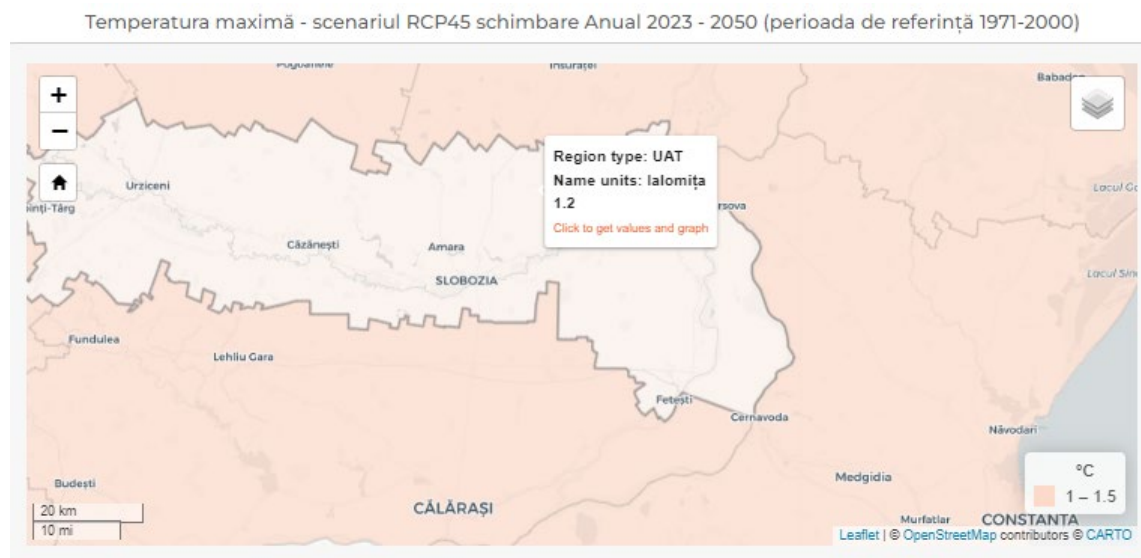 Temperatura maximă - scenariul RCP45 schimbare Anual 2023 - 2050 (perioada de referință 1971-2000)
+
−
Urziceni
Căzănești
Amara
SLOBOZIA
Fundulea
Lehliu Gara
Budești
CĂLĂRAȘI
Fetești
Cernavoda
Medgidia
Murfatlar
CONSTANTA
Năvodari
Region type: UAT
Name units: Ialomița
1.2
Click to get values and graph
20 km
10 mi
°C
1 – 1.5
Leaflet | © OpenStreetMap contributors © CARTO